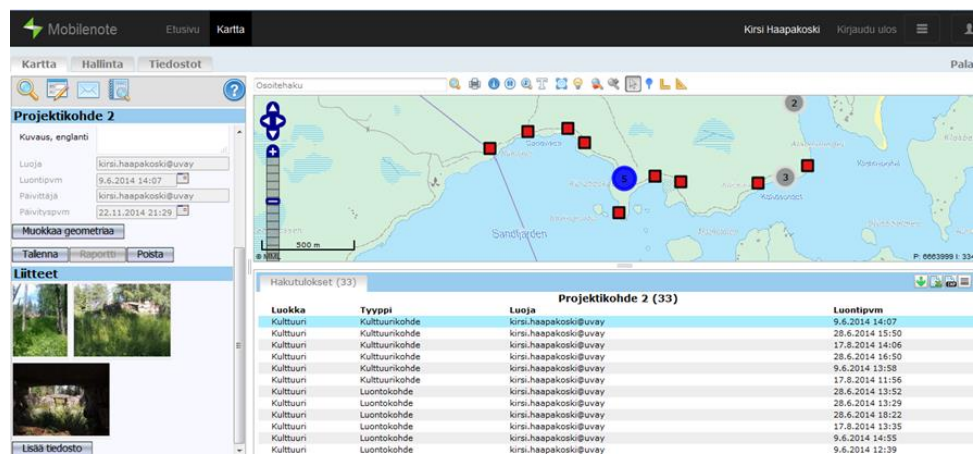 Mobilenote Etusivu Kartta Kirsi Haapakoski Kirjaudu ulos
Kartta Hallinta Tiedostot Pala
Osoitehaku
Projektikohde 2
Kuvaus, englanti
Luoja kirsi.haapakoski@uvay
Luontipvm 9.6.2014 14:07
Päivittäjä kirsi.haapakoski@uvay
Päivityspvm 22.11.2014 21:29
Muokkaa geometriaa
Talenna Raportti Poista
Liitteet
Lisää tiedosto
2
5
3
Sandfjärden
500 m
P: 6663999 I: 334
Hakutulokset (33)
Projektikohde 2 (33)
Luokka Tyyppi Luoja Luontipvm
Kulttuuri Kulttuurikohde kirsi.haapakoski@uvay 9.6.2014 14:07
Kulttuuri Kulttuurikohde kirsi.haapakoski@uvay 28.6.2014 15:50
Kulttuuri Kulttuurikohde kirsi.haapakoski@uvay 17.8.2014 14:06
Kulttuuri Kulttuurikohde kirsi.haapakoski@uvay 28.6.2014 16:50
Kulttuuri Kulttuurikohde kirsi.haapakoski@uvay 9.6.2014 13:58
Kulttuuri Kulttuurikohde kirsi.haapakoski@uvay 17.8.2014 11:56
Kulttuuri Luontokohde kirsi.haapakoski@uvay 28.6.2014 13:52
Kulttuuri Luontokohde kirsi.haapakoski@uvay 28.6.2014 13:29
Kulttuuri Luontokohde kirsi.haapakoski@uvay 28.6.2014 18:22
Kulttuuri Luontokohde kirsi.haapakoski@uvay 17.8.2014 13:35
Kulttuuri Luontokohde kirsi.haapakoski@uvay 9.6.2014 14:55
Kulttuuri Luontokohde kirsi.haapakoski@uvay 9.6.2014 12:39